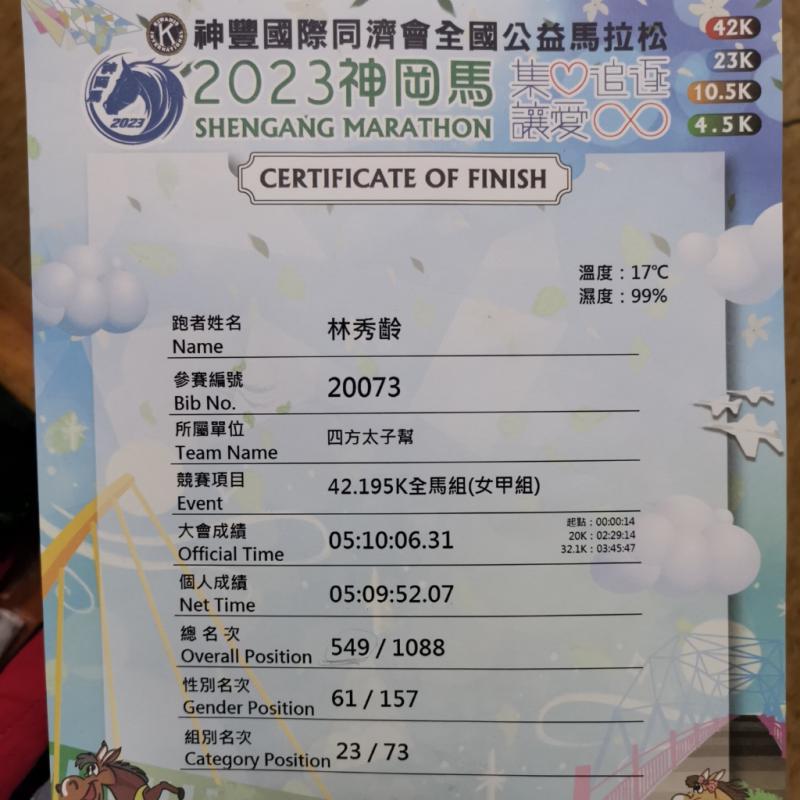 神豐國際同濟會全國公益馬拉松
2023神岡馬
SHENGANG MARATHON
集♡追逐
讓愛∞
2023
42K
23K
10.5K
4.5K
CERTIFICATE OF FINISH
溫度：17℃
濕度：99%
跑者姓名 林秀齡
Name
參賽編號 20073
Bib No.
所屬單位 四方太子幫
Team Name
競賽項目 42.195K全馬組(女甲組)
Event
大會成績 05:10:06.31
Official Time
起點：00:00:14
20K：02:29:14
32.1K：03:45:47
個人成績 05:09:52.07
Net Time
總名次 549 / 1088
Overall Position
性別名次 61 / 157
Gender Position
組別名次 23 / 73
Category Position